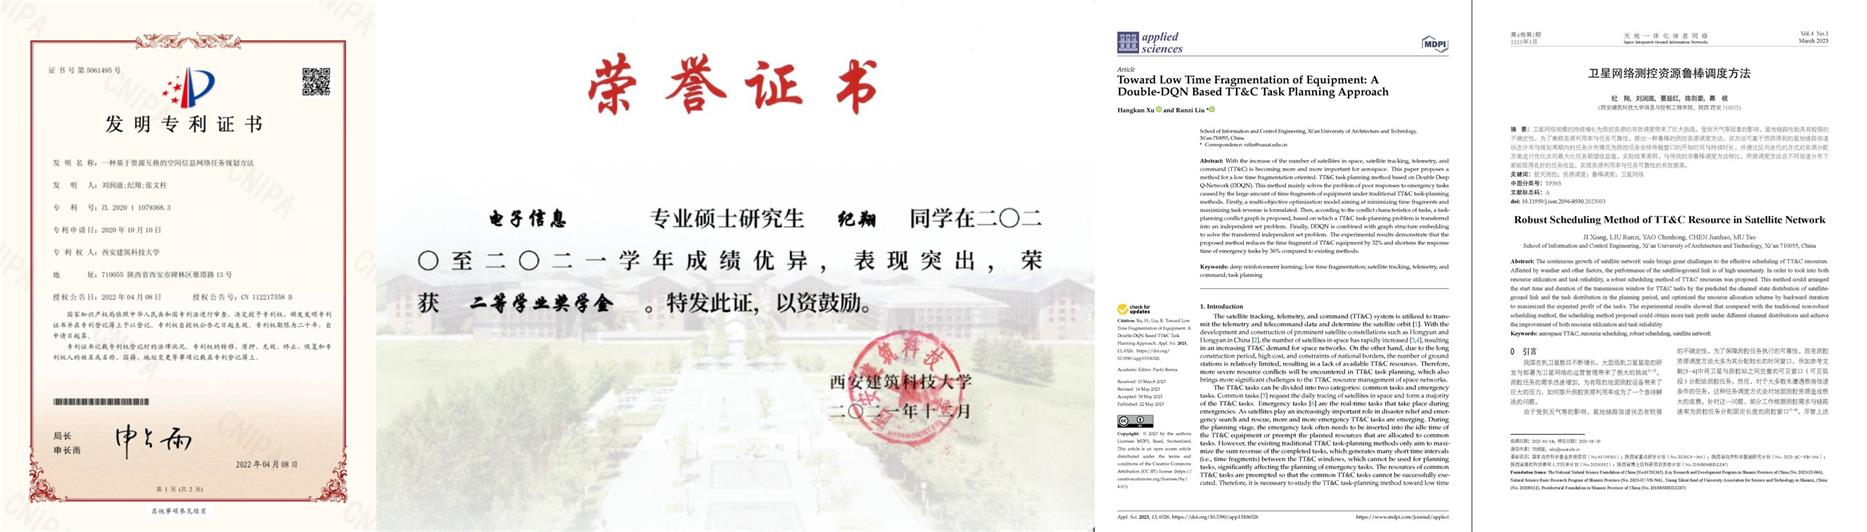 证书号第5061495号
发明专利证书
发 明 名 称：一种基于资源互换的空间信息网络任务规划方法
发 明 人：刘润滋;纪翔;张文柱
专 利 号：ZL 2020 1 1079368.3
专利申请日：2020年10月10日
专 利 权 人：西安建筑科技大学
地 址：710055 陕西省西安市碑林区雁塔路13号
授权公告日：2022年04月08日 授权公告号：CN 112217558 B
国家知识产权局依照中华人民共和国专利法进行审查，决定授予专利权，颁发发明专利
证书并在专利登记簿上予以登记。专利权自授权公告之日起生效。专利权期限为二十年，自
申请日起算。
专利证书记载专利权登记时的法律状况。专利权的转移、质押、无效、终止、恢复和专
利权人的姓名或名称、国籍、地址变更等事项记载在专利登记簿上。
局长
申长雨
2022年04月08日
第 1 页 (共 2 页)
其他事项参见续页
荣誉证书
电子信息 专业硕士研究生 纪翔 同学在二〇二
〇至二〇二一学年成绩优异，表现突出，荣
获 二等学业奖学金 。特发此证，以资鼓励。
西安建筑科技大学
二〇二一年十二月
applied
sciences
MDPI
Article
Toward Low Time Fragmentation of Equipment: A
Double-DQN Based TT&C Task Planning Approach
Hangkun Xu and Runzi Liu *
School of Information and Control Engineering, Xi'an University of Architecture and Technology,
Xi'an 710055, China
* Correspondence: rzliu@xauat.edu.cn
Abstract: With the increase of the number of satellites in space, satellite tracking, telemetry, and
command (TT&C) is becoming more and more important for aerospace. This paper proposes a
method for a low time fragmentation oriented. TT&C task planning method based on Double Deep
Q-Network (DDQN). This method mainly solves the problem of poor responses to emergency tasks
caused by the large amount of time fragments of equipment under traditional TT&C task-planning
methods. Firstly, a multi-objective optimization model aiming at minimizing time fragments and
maximizing task revenue is formulated. Then, according to the conflict characteristics of tasks, a task-
planning conflict graph is proposed, based on which a TT&C task-planning problem is transferred
into an independent set problem. Finally, DDQN is combined with graph structure embedding
to solve the transferred independent set problem. The experimental results demonstrate that the
proposed method reduces the time fragment of TT&C equipment by 32% and shortens the response
time of emergency tasks by 36% compared to existing methods.
Keywords: deep reinforcement learning; low time fragmentation; satellite tracking, telemetry, and
command; task planning
check for
updates
Citation: Xu, H.; Liu, R. Toward Low
Time Fragmentation of Equipment: A
Double-DQN Based TT&C Task
Planning Approach. Appl. Sci. 2023,
13, 6326. https://doi.org/10.3390/
app13106326
Academic Editor: Paolo Renna
Received: 13 March 2023
Revised: 14 May 2023
Accepted: 18 May 2023
Published: 22 May 2023
Copyright: © 2023 by the authors.
Licensee MDPI, Basel, Switzerland.
This article is an open access article
distributed under the terms and
conditions of the Creative Commons
Attribution (CC BY) license (https://
creativecommons.org/licenses/by/
4.0/).
1. Introduction
The satellite tracking, telemetry, and command (TT&C) system is utilized to trans-
mit the telemetry and telecommand data and determine the satellite orbit [1]. With the
development and construction of prominent satellite constellations such as Hongyun and
Hongyan in China [2], the number of satellites in space has rapidly increased [3,4], resulting
in an increasing TT&C demand for space networks. On the other hand, due to the long
construction period, high cost, and constraints of national borders, the number of ground
stations is relatively limited, resulting in a lack of available TT&C resources. Therefore,
more severe resource conflicts will be encountered in TT&C task planning, which also
brings more significant challenges to the TT&C resource management of space networks.
The TT&C tasks can be divided into two categories: common tasks and emergency
tasks. Common tasks [5] request the daily tracking of satellites in space and form a majority
of the TT&C tasks. Emergency tasks [6] are the real-time tasks that take place during
emergencies. As satellites play an increasingly important role in disaster relief and emer-
gency search and rescue, more and more emergency TT&C tasks are emerging. During
the planning stage, the emergency task often needs to be inserted into the idle time of
the TT&C equipment or preempt the planned resources that are allocated to common
tasks. However, the existing traditional TT&C task-planning methods only aim to maxi-
mize the sum revenue of the completed tasks, which generates many short time intervals
(i.e., time fragments) between the TT&C windows, which cannot be used for planning
tasks, significantly affecting the planning of emergency tasks. The resources of common
tasks are preempted so that the common TT&C tasks cannot be successfully exe-
cuted. Therefore, it is necessary to study the TT&C task-planning method toward low time
Appl. Sci. 2023, 13, 6326. https://doi.org/10.3390/app13106326
https://www.mdpi.com/journal/applsci
第4卷第1期
2023年3月
天地一体化信息网络
Space-Integrated-Ground Information Networks
Vol.4 No.1
March 2023
卫星网络测控资源鲁棒调度方法
纪 翔，刘润滋，要趁红，陈剑豪，慕 桃
（西安建筑科技大学信息与控制工程学院，陕西 西安 710055）
关键词：航天测控；资源调度；鲁棒调度；卫星网络
中图分类号：TP393
文献标志码：A
doi: 10.11959/j.issn.2096-8930.2023003
Robust Scheduling Method of TT&C Resource in Satellite Network
JI Xiang, LIU Runzi, YAO Chenhong, CHEN Jianhao, MU Tao
School of Information and Control Engineering, Xi'an University of Architecture and Technology, Xi'an 710055, China
Abstract: The continuous growth of satellite network scale brings great challenges to the effective scheduling of TT&C resources.
Affected by weather and other factors, the performance of the satellite-ground link is of high uncertainty. In order to took into both
resource utilization and task reliability, a robust scheduling method of TT&C resources was proposed. This method could arranged
the start time and duration of the transmission window for TT&C tasks by the predicted channel state distribution of satellite-
ground link and the task distribution in the planning period, and optimized the resource allocation scheme by backward iteration
to maximized the expected profit of the tasks. The experimental results showed that compared with the traditional non-robust
scheduling method, the scheduling method proposed could obtain more task profit under different channel distributions and achieve
the improvement of both resource utilization and task reliability.
Keywords: aerospace TT&C, resource scheduling, robust scheduling, satellite network
0 引言